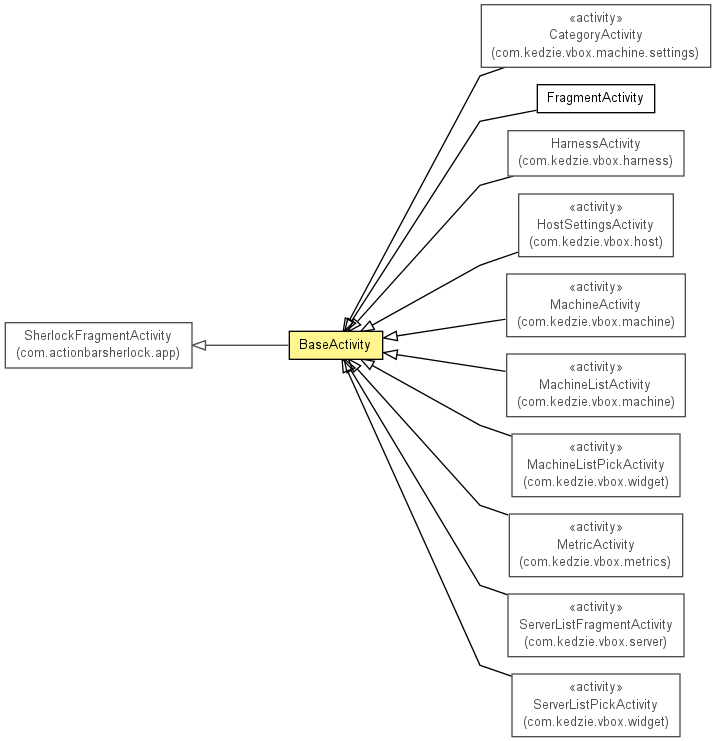 «activity»
CategoryActivity
(com.kedzie.vbox.machine.settings)
FragmentActivity
HarnessActivity
(com.kedzie.vbox.harness)
«activity»
HostSettingsActivity
(com.kedzie.vbox.host)
«activity»
MachineActivity
(com.kedzie.vbox.machine)
SherlockFragmentActivity
(com.actionbarsherlock.app)
BaseActivity
«activity»
MachineListActivity
(com.kedzie.vbox.machine)
«activity»
MachineListPickActivity
(com.kedzie.vbox.widget)
«activity»
MetricActivity
(com.kedzie.vbox.metrics)
«activity»
ServerListFragmentActivity
(com.kedzie.vbox.server)
«activity»
ServerListPickActivity
(com.kedzie.vbox.widget)